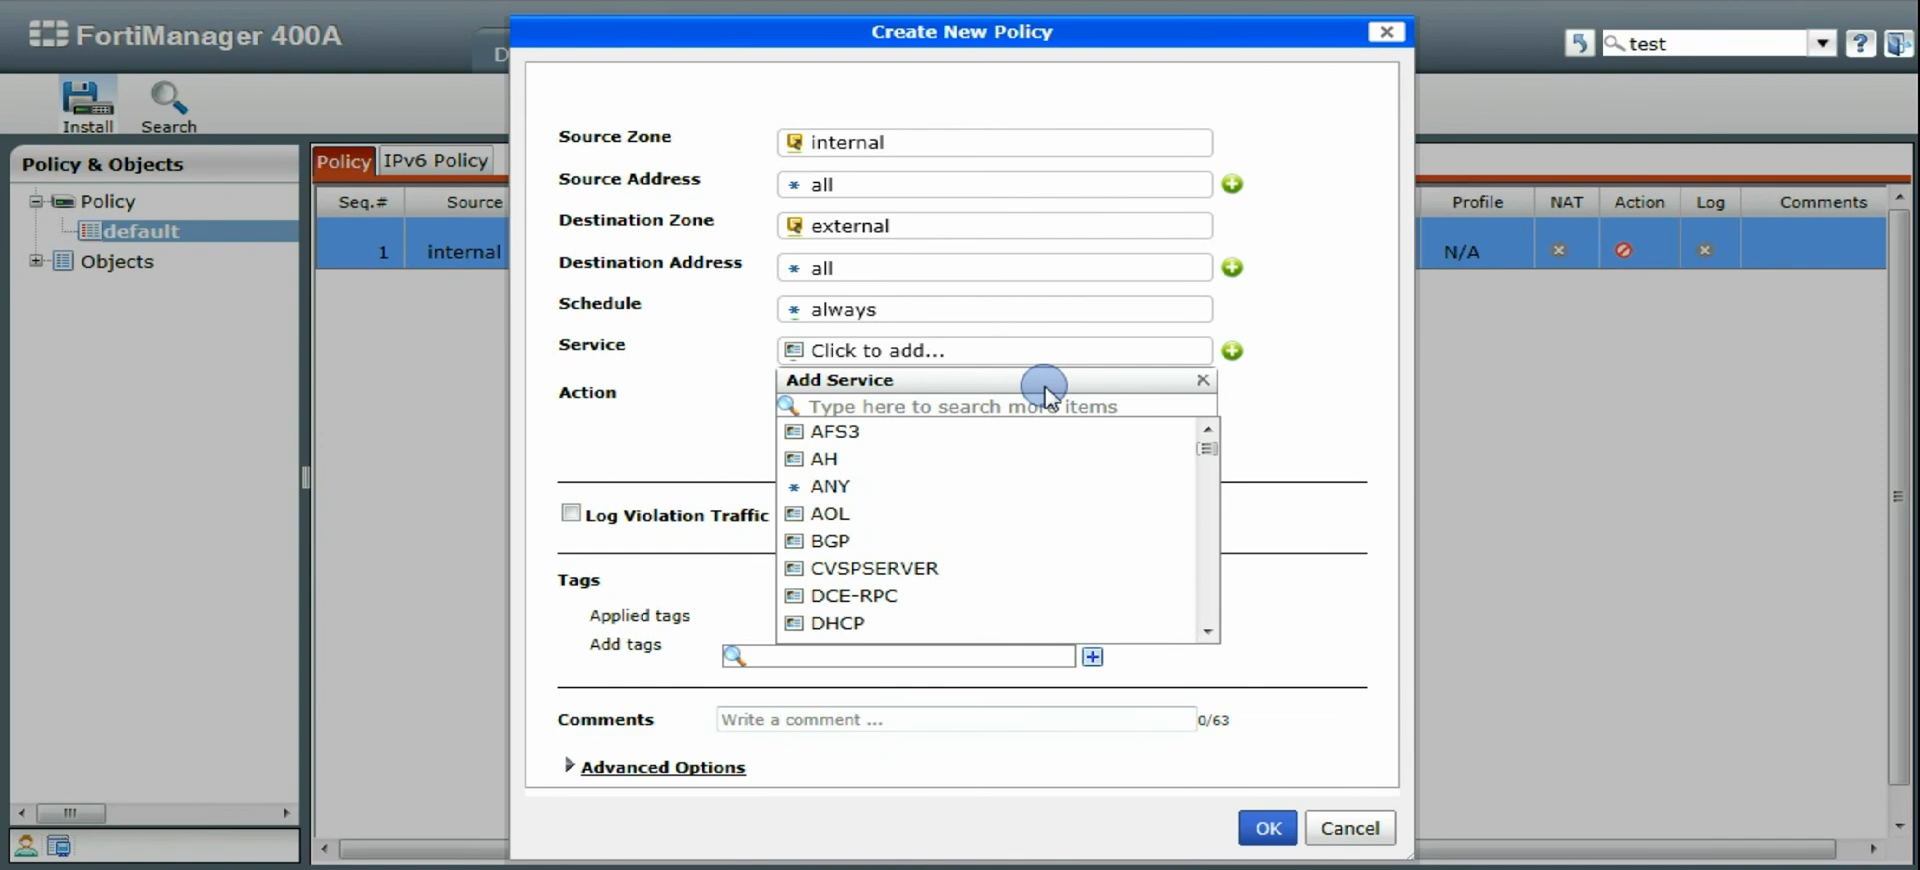 FortiManager 400A
D
test
?
Install
Search
Policy & Objects
Policy
default
Objects
Policy
IPv6 Policy
Seq.#
Source
Profile
NAT
Action
Log
Comments
1
internal
N/A
Create New Policy
Source Zone
internal
Source Address
all
Destination Zone
external
Destination Address
all
Schedule
always
Service
Click to add...
Action
Add Service
Type here to search more items
AFS3
AH
ANY
AOL
BGP
CVSPSERVER
DCE-RPC
DHCP
Log Violation Traffic
Tags
Applied tags
Add tags
Comments
Write a comment ...
0/63
Advanced Options
OK
Cancel